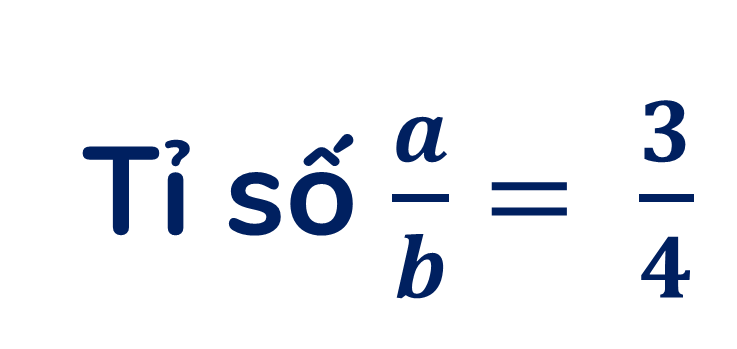 Tỉ số a/b = 3/4